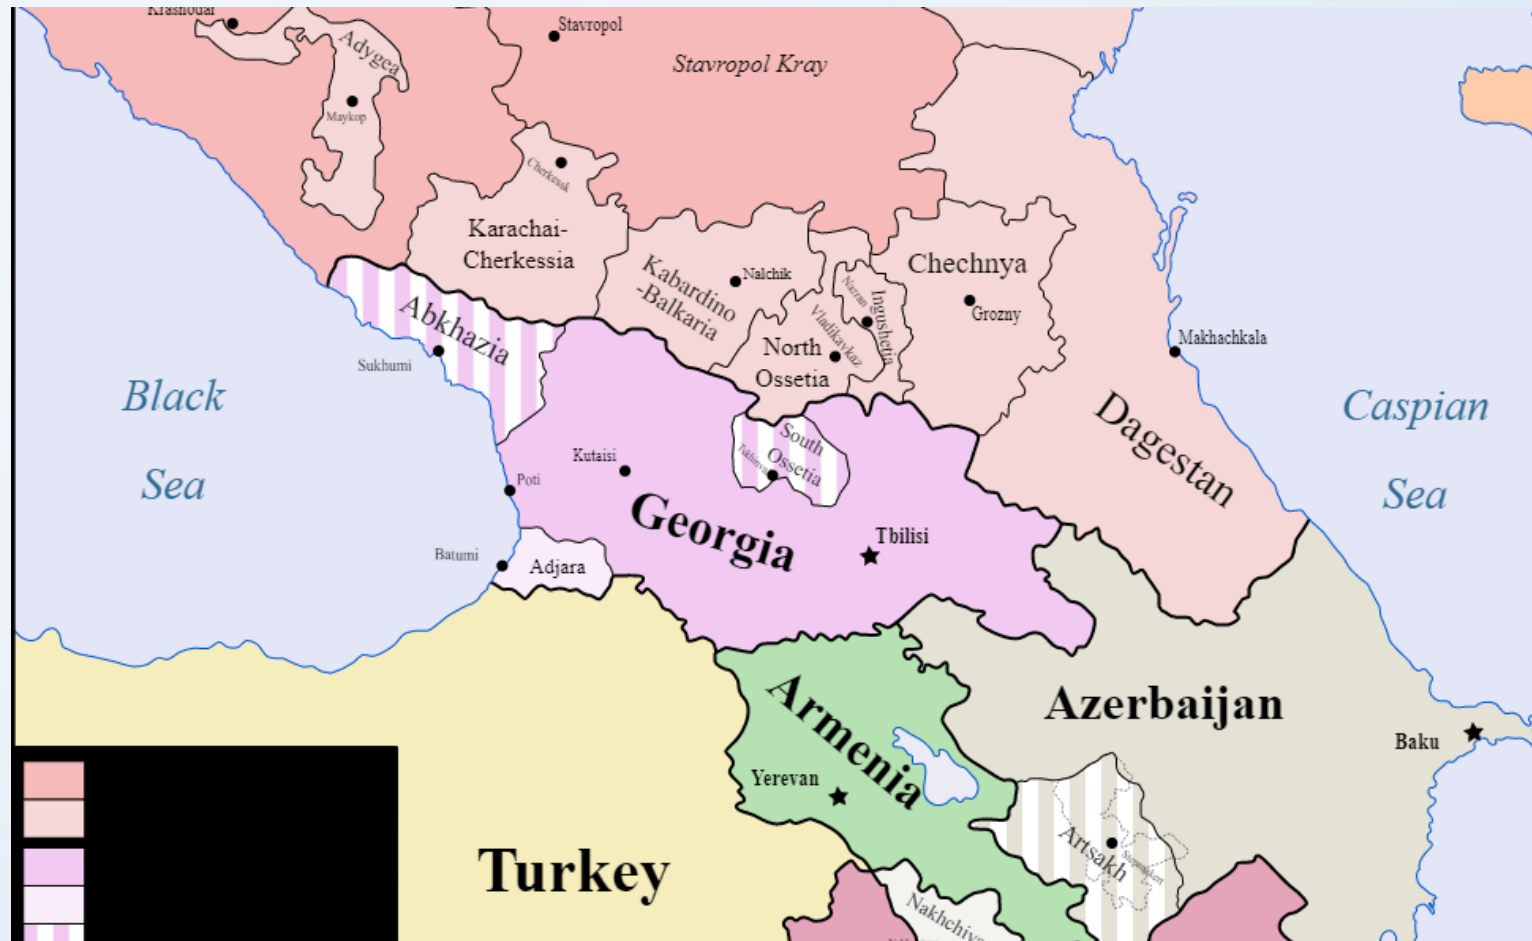 Krasnodar
Stavropol
Adygea
Stavropol Kray
Maykop
Cherkessk
Karachai-
Cherkessia
Kabardino
-Balkaria
Nalchik
Chechnya
Nazran
Ingushetia
Grozny
Vladikavkaz
North
Ossetia
Abkhazia
Sukhumi
Makhachkala
Black
Sea
Caspian
Sea
Dagestan
South
Ossetia
Kutaisi
Poti
Georgia
Tbilisi
Batumi
Adjara
Armenia
Azerbaijan
Baku
Yerevan
Artsakh
Turkey